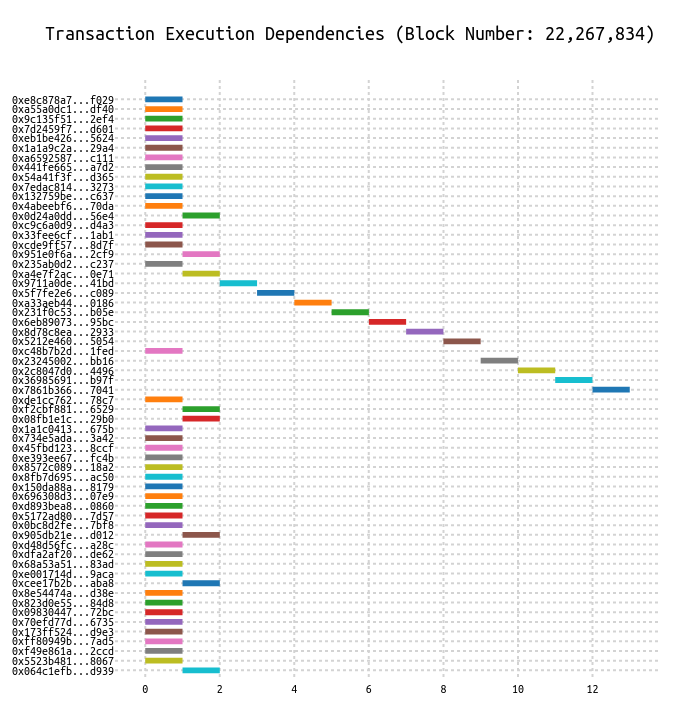 Transaction Execution Dependencies (Block Number: 22,267,834)
0xe8c878a7...f029
0xa55a0dc1...df40
0x9c135f51...2ef4
0x7d2459f7...d601
0xeb1be426...5624
0x1a1a9c2a...29a4
0xa6592587...c111
0x441fe665...a7d2
0x54a41f3f...d365
0x7edac814...3273
0x132759be...c637
0x4abeebf6...70da
0x0d24a0dd...56e4
0xc9c6a0d9...d4a3
0x33fee6cf...1ab1
0xcde9ff57...8d7f
0x951e0f6a...2cf9
0x235ab0d2...c237
0xa4e7f2ac...0e71
0x9711a0de...41bd
0x5f7fe2e6...c089
0xa33aeb44...0186
0x231f0c53...b05e
0x6eb89073...95bc
0x8d78c8ea...2933
0x5212e460...5054
0xc48b7b2d...1fed
0x23245002...bb16
0x2c8047d0...4496
0x36985691...b97f
0x7861b366...7041
0xde1cc762...78c7
0xf2cbf881...6529
0x08fb1e1c...29b0
0x1a1c0413...675b
0x734e5ada...3a42
0x45fbd123...8ccf
0xe393ee67...fc4b
0x8572c089...18a2
0x8fb7d695...ac50
0x150da88a...8179
0x696308d3...07e9
0xd893bea8...0860
0x5172ad80...7d57
0x0bc8d2fe...7bf8
0x905db21e...d012
0xd48d56fc...a28c
0xdfa2af20...de62
0x68a53a51...83ad
0xe001714d...9aca
0xcee17b2b...aba8
0x8e54474a...d38e
0x823d0e55...84d8
0x09830447...72bc
0x70efd77d...6735
0x173ff524...d9e3
0xff80949b...7ad5
0xf49e861a...2ccd
0x5523b481...8067
0x064c1efb...d939
0 2 4 6 8 10 12